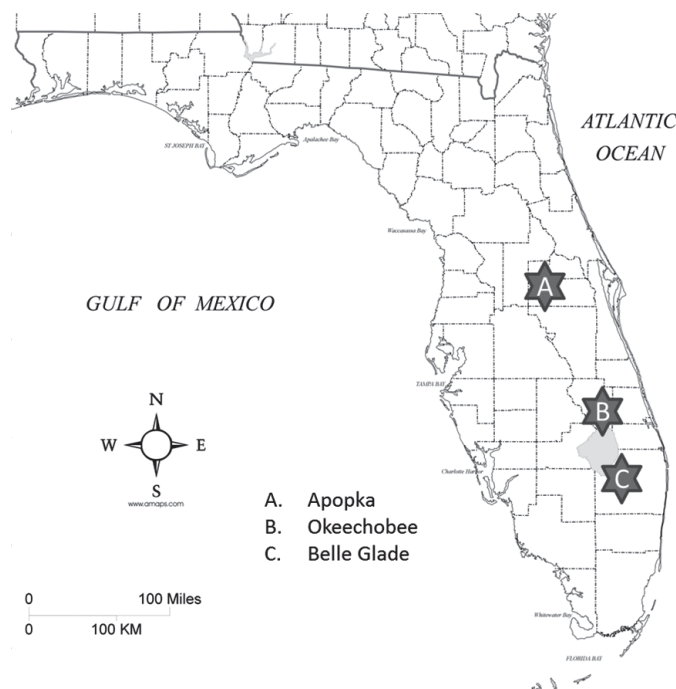 ATLANTIC
OCEAN
ST JOSEPH BAY
Apalachee Bay
Waccasassa Bay
GULF OF MEXICO
A
TAMPA BAY
B
N
W E
S
www.amaps.com
Charlotte Harbor
C
A. Apopka
B. Okeechobee
C. Belle Glade
0 100 Miles
0 100 KM
Whitewater Bay
FLORIDA BAY